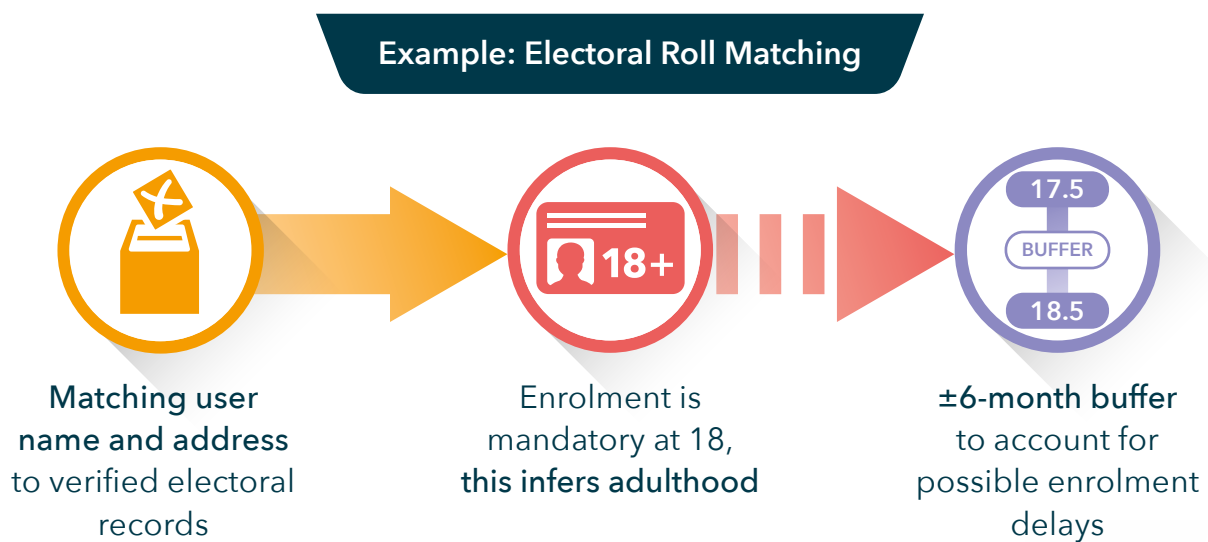 Example: Electoral Roll Matching
18+
17.5
BUFFER
18.5
Matching user
name and address
to verified electoral
records
Enrolment is
mandatory at 18,
this infers adulthood
±6-month buffer
to account for
possible enrolment
delays